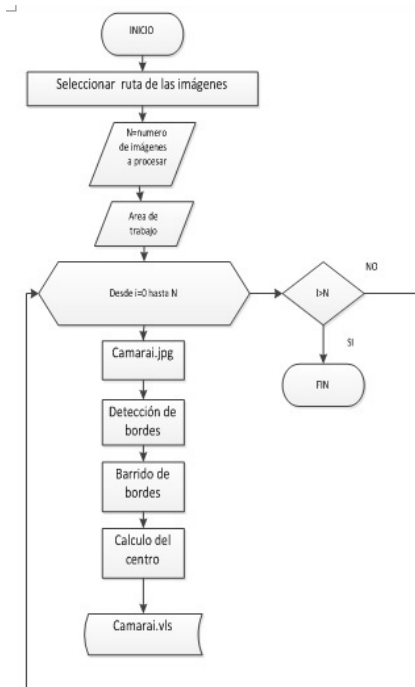 INICIO
Seleccionar ruta de las imágenes
N=numero
de imágenes
a procesar
Area de
trabajo
Desde i=0 hasta N
I>N
NO
SI
FIN
Camarai.jpg
Detección de
bordes
Barrido de
bordes
Calculo del
centro
Camarai.vls